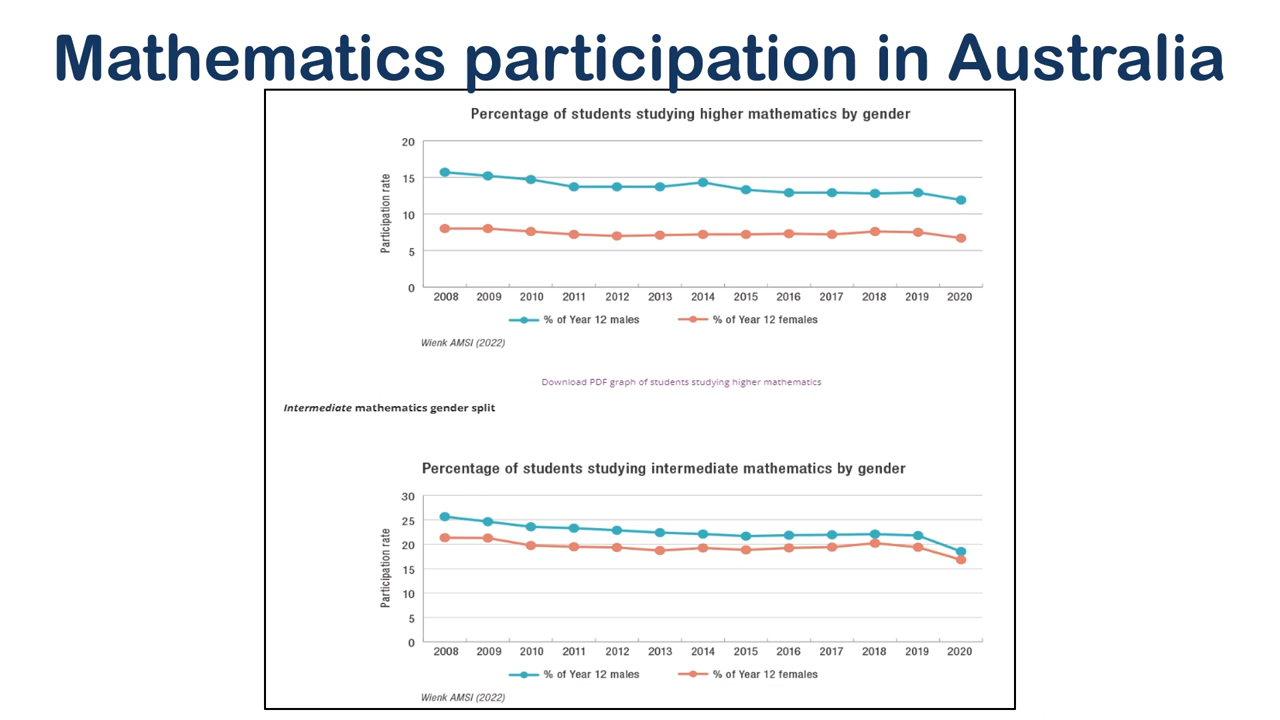 Mathematics participation in Australia
Percentage of students studying higher mathematics by gender
20
15
10
5
0
Participation rate
2008 2009 2010 2011 2012 2013 2014 2015 2016 2017 2018 2019 2020
% of Year 12 males % of Year 12 females
Wienk AMSI (2022)
Download PDF graph of students studying higher mathematics
Intermediate mathematics gender split
Percentage of students studying intermediate mathematics by gender
30
25
20
15
10
5
0
Participation rate
2008 2009 2010 2011 2012 2013 2014 2015 2016 2017 2018 2019 2020
% of Year 12 males % of Year 12 females
Wienk AMSI (2022)